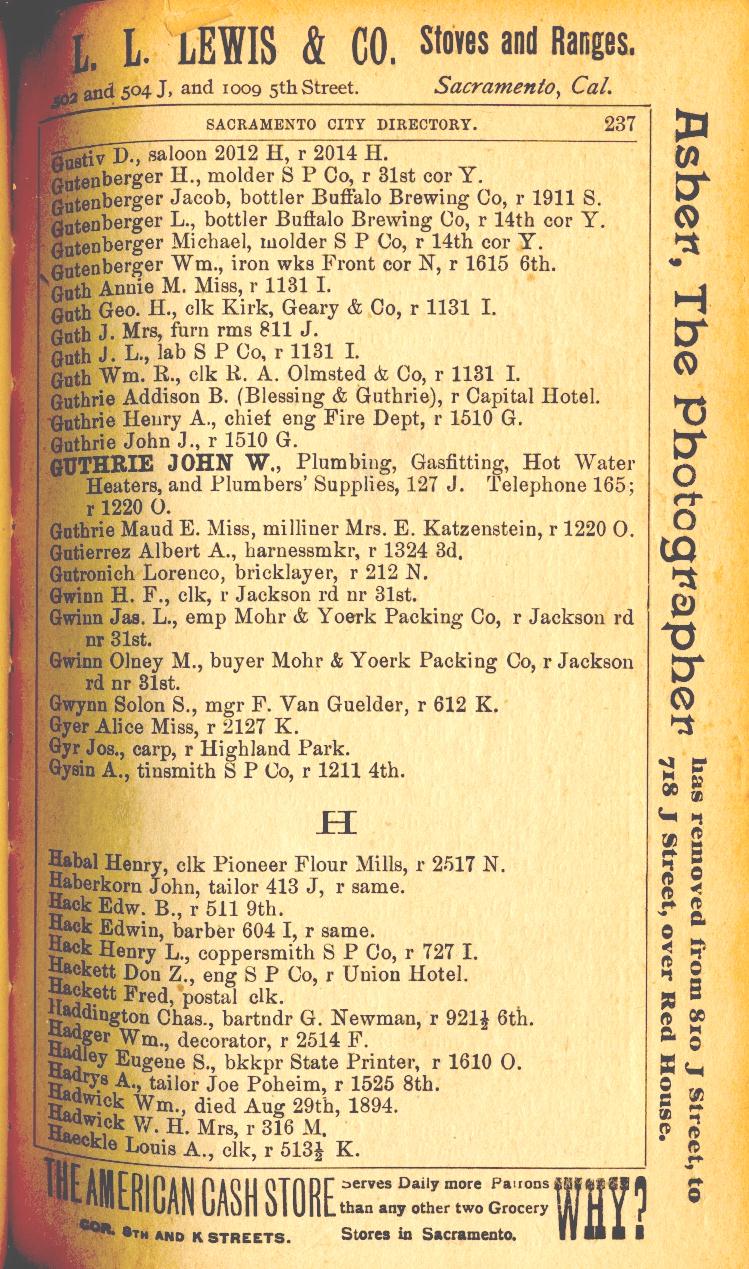 L. L. LEWIS & CO. Stoves and Ranges.
502 and 504 J, and 1009 5th Street. Sacramento, Cal.
SACRAMENTO CITY DIRECTORY. 237
Gustiv D., saloon 2012 H, r 2014 H.
Gutenberger H., molder S P Co, r 31st cor Y.
Gutenberger Jacob, bottler Buffalo Brewing Co, r 1911 S.
Gutenberger L., bottler Buffalo Brewing Co, r 14th cor Y.
Gutenberger Michael, molder S P Co, r 14th cor Y.
Gutenberger Wm., iron wks Front cor N, r 1615 6th.
Guth Annie M. Miss, r 1131 I.
Guth Geo. H., clk Kirk, Geary & Co, r 1131 I.
Guth J. Mrs, furn rms 811 J.
Guth J. L., lab S P Co, r 1131 I.
Guth Wm. R., clk R. A. Olmsted & Co, r 1131 I.
Guthrie Addison B. (Blessing & Guthrie), r Capital Hotel.
Guthrie Henry A., chief eng Fire Dept, r 1510 G.
Guthrie John J., r 1510 G.
GUTHRIE JOHN W., Plumbing, Gasfitting, Hot Water
Heaters, and Plumbers' Supplies, 127 J. Telephone 165;
r 1220 O.
Guthrie Maud E. Miss, milliner Mrs. E. Katzenstein, r 1220 O.
Gutierrez Albert A., harnessmkr, r 1324 3d.
Gutronich Lorenco, bricklayer, r 212 N.
Gwinn H. F., clk, r Jackson rd nr 31st.
Gwinn Jas. L., emp Mohr & Yoerk Packing Co, r Jackson rd
nr 31st.
Gwinn Olney M., buyer Mohr & Yoerk Packing Co, r Jackson
rd nr 31st.
Gwynn Solon S., mgr F. Van Guelder, r 612 K.
Gyer Alice Miss, r 2127 K.
Gyr Jos., carp, r Highland Park.
Gysin A., tinsmith S P Co, r 1211 4th.
H
Habal Henry, clk Pioneer Flour Mills, r 2517 N.
Haberkorn John, tailor 413 J, r same.
Hack Edw. B., r 511 9th.
Hack Edwin, barber 604 I, r same.
Hack Henry L., coppersmith S P Co, r 727 I.
Hackett Don Z., eng S P Co, r Union Hotel.
Hackett Fred, postal clk.
Haddington Chas., bartndr G. Newman, r 921½ 6th.
Hadger Wm., decorator, r 2514 F.
Hadley Eugene S., bkkpr State Printer, r 1610 O.
Hadrys A., tailor Joe Poheim, r 1525 8th.
Hadwick Wm., died Aug 29th, 1894.
Hadwick W. H. Mrs, r 316 M.
Haeckle Louis A., clk, r 513½ K.
Asher, The Photographer
has removed from 810 J Street, to
718 J Street, over Red House.
THE AMERICAN CASH STORE
COR. 8TH AND K STREETS.
Serves Daily more Patrons
than any other two Grocery
Stores in Sacramento.
WHY?